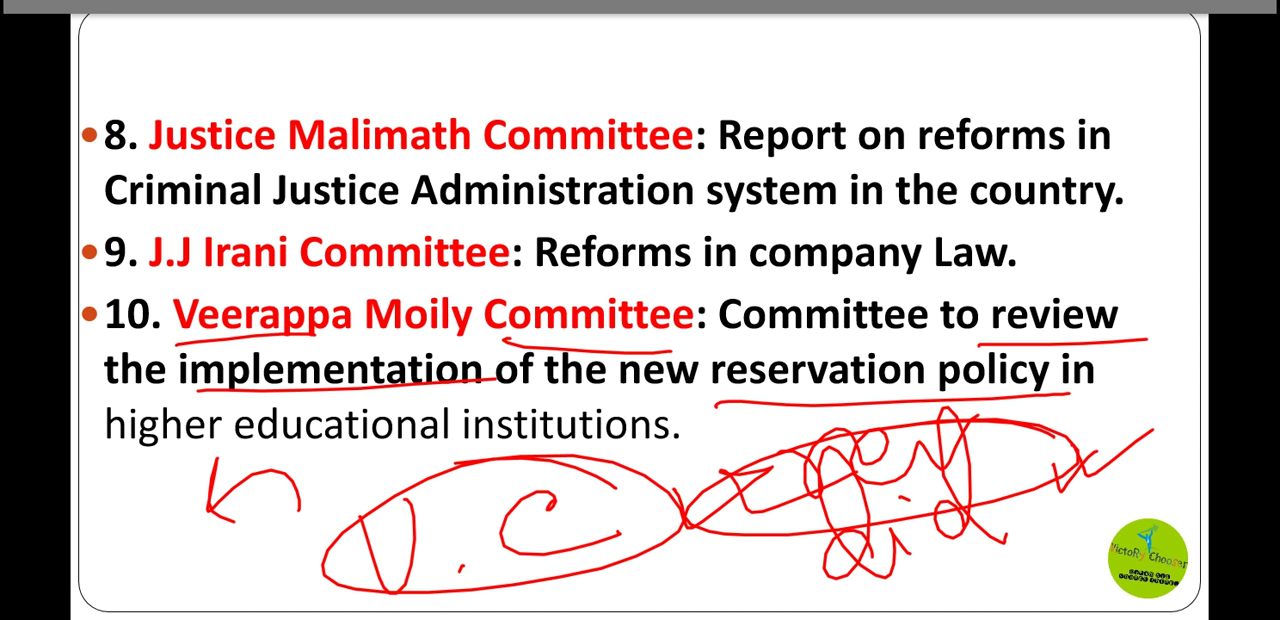 •8. Justice Malimath Committee: Report on reforms in
Criminal Justice Administration system in the country.
•9. J.J Irani Committee: Reforms in company Law.
•10. Veerappa Moily Committee: Committee to review
the implementation of the new reservation policy in
higher educational institutions.
D.C
VictoRy Chooser